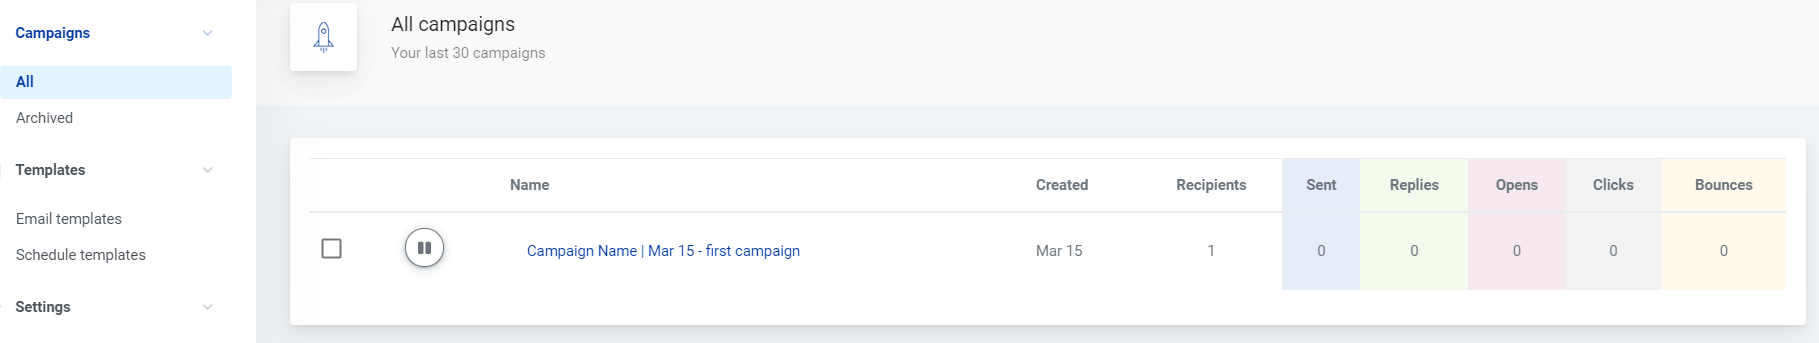 Campaigns
All
Archived
Templates
Email templates
Schedule templates
Settings
All campaigns
Your last 30 campaigns
Name Created Recipients Sent Replies Opens Clicks Bounces
Campaign Name | Mar 15 - first campaign Mar 15 1 0 0 0 0 0